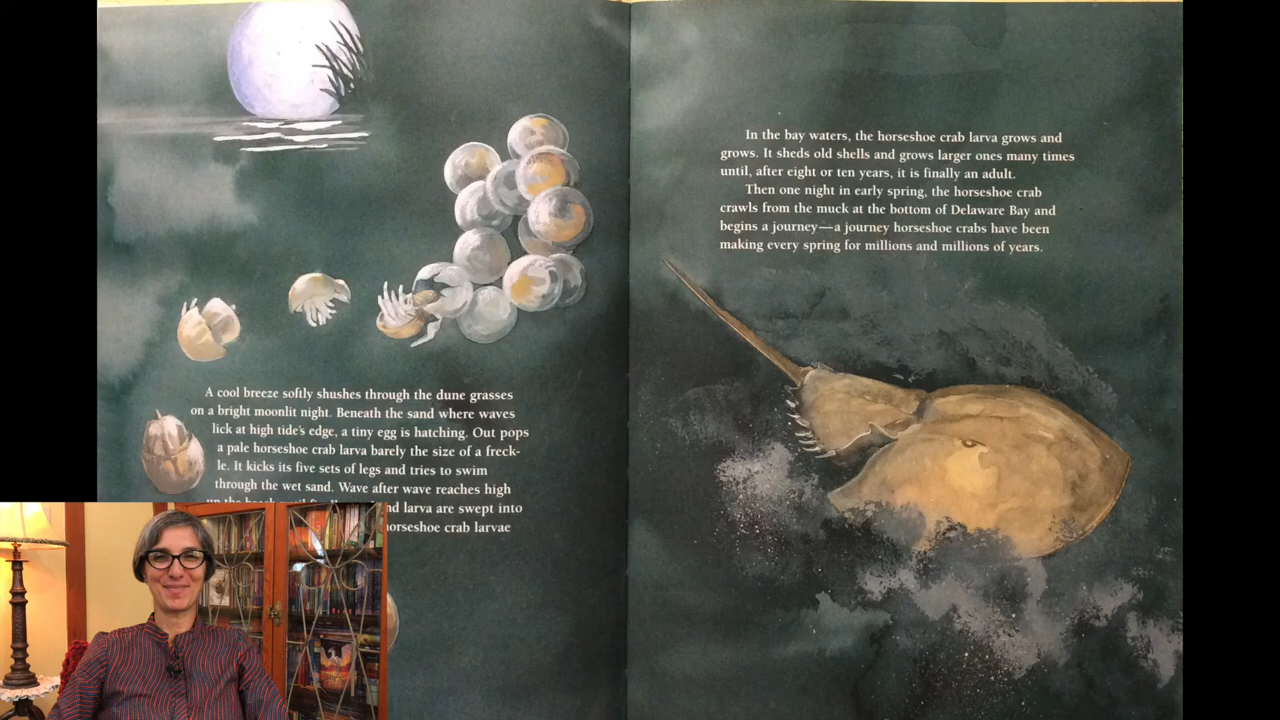 A cool breeze softly shushes through the dune grasses
on a bright moonlit night. Beneath the sand where waves
lick at high tide's edge, a tiny egg is hatching. Out pops
a pale horseshoe crab larva barely the size of a freck-
le. It kicks its five sets of legs and tries to swim
through the wet sand. Wave after wave reaches high
up the beach until
nd larva are swept into
horseshoe crab larvae
In the bay waters, the horseshoe crab larva grows and
grows. It sheds old shells and grows larger ones many times
until, after eight or ten years, it is finally an adult.
Then one night in early spring, the horseshoe crab
crawls from the muck at the bottom of Delaware Bay and
begins a journey—a journey horseshoe crabs have been
making every spring for millions and millions of years.